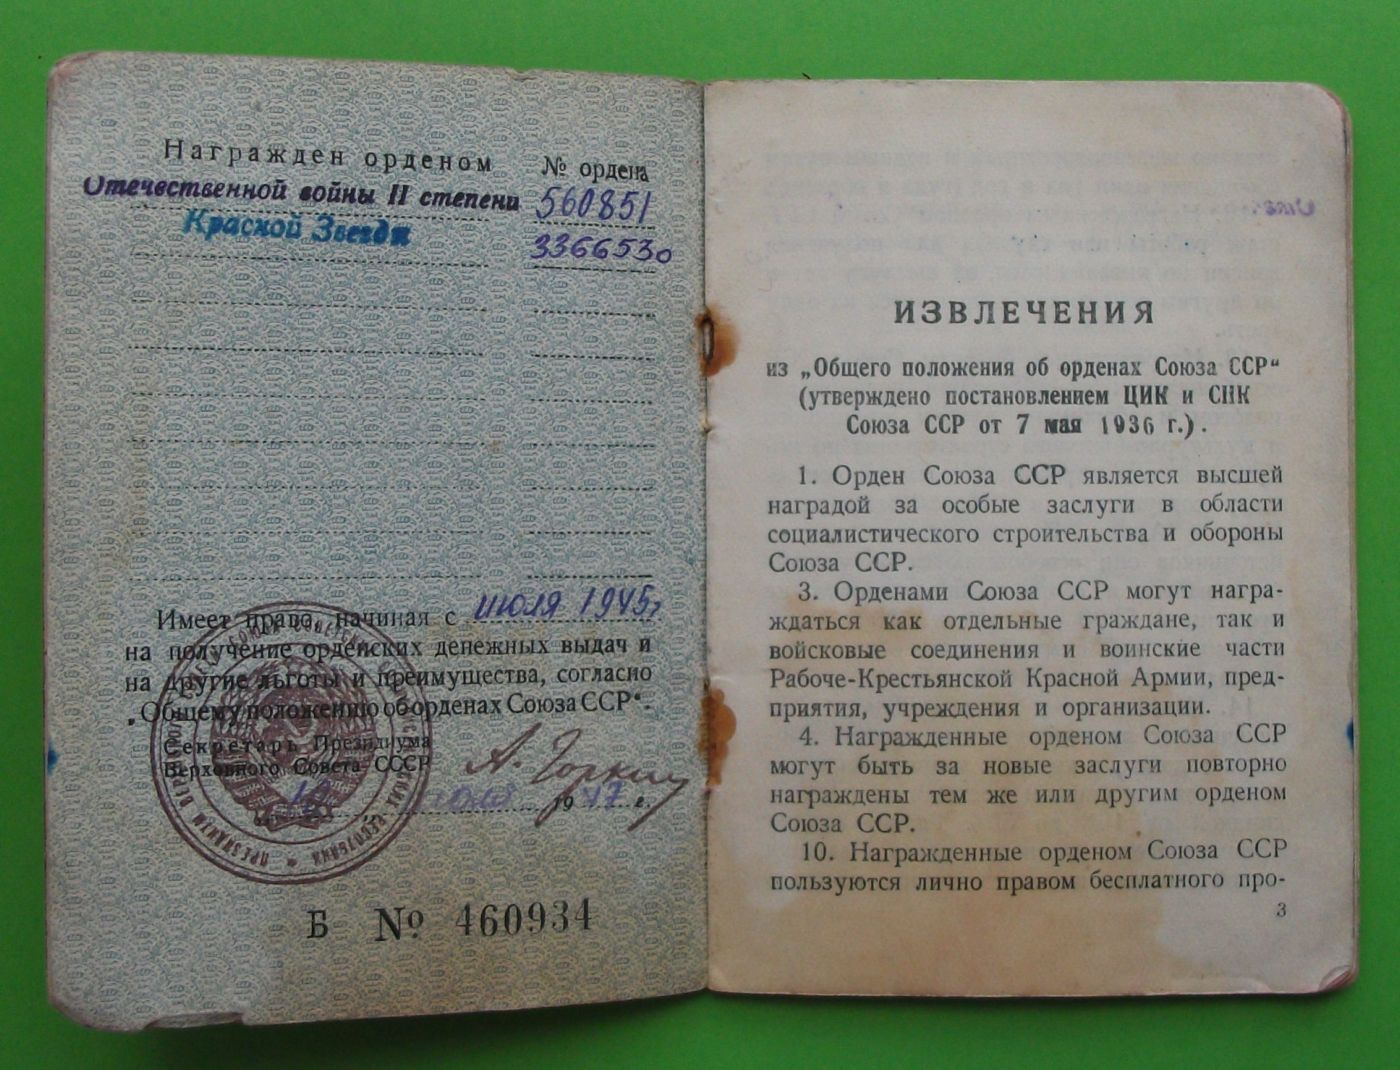 Награжден орденом № ордена
Отечественной войны II степени 560851
Красной Звезды 3366530
Имеет право, начиная с июля 1945г
на получение орденских денежных выдач и
на другие льготы и преимущества, согласно
„Общему положению об орденах Союза ССР“.
Секретарь Президиума
Верховного Совета СССР А. Горкин
июля 1947 г.
Б № 460934
ИЗВЛЕЧЕНИЯ
из „Общего положения об орденах Союза ССР“
(утверждено постановлением ЦИК и СНК
Союза ССР от 7 мая 1936 г.).
1. Орден Союза ССР является высшей
наградой за особые заслуги в области
социалистического строительства и обороны
Союза ССР.
3. Орденами Союза ССР могут награ-
ждаться как отдельные граждане, так и
войсковые соединения и воинские части
Рабоче-Крестьянской Красной Армии, пред-
приятия, учреждения и организации.
4. Награжденные орденом Союза ССР
могут быть за новые заслуги повторно
награждены тем же или другим орденом
Союза ССР.
10. Награжденные орденом Союза ССР
пользуются лично правом бесплатного про-
3